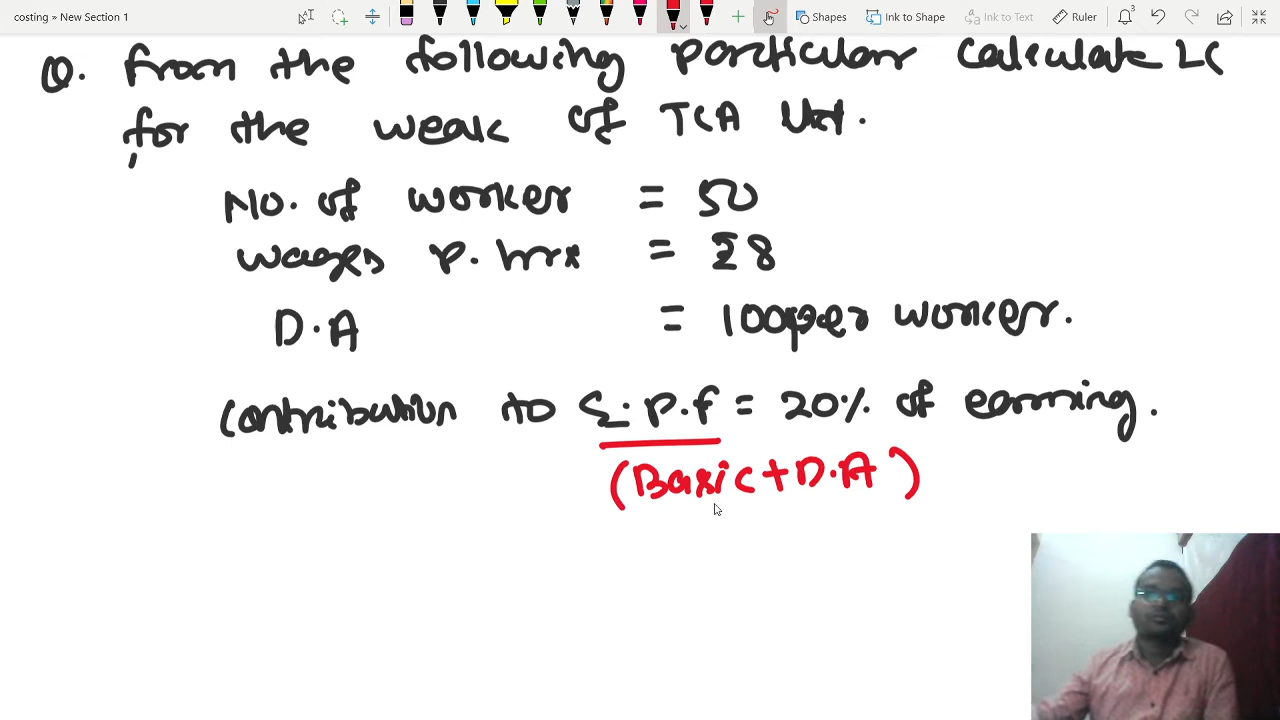 costing » New Section 1
Shapes Ink to Shape Ink to Text Ruler
Q. From the following particular calculate LC
for the weak of TCA Unit.
No. of worker = 50
wages p. hrs = ₹8
D.A = 100 per worker.
contribution to E.P.f = 20% of earning.
(Basic + D.A)